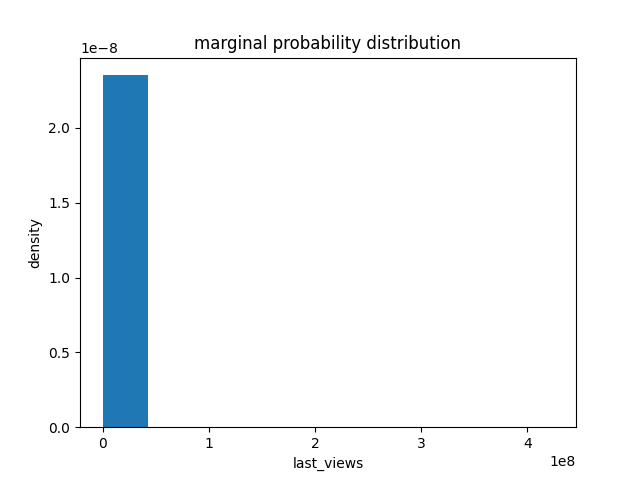 marginal probability distribution
1e−8
2.0
1.5
1.0
0.5
0.0
density
0 1 2 3 4
1e8
last_views